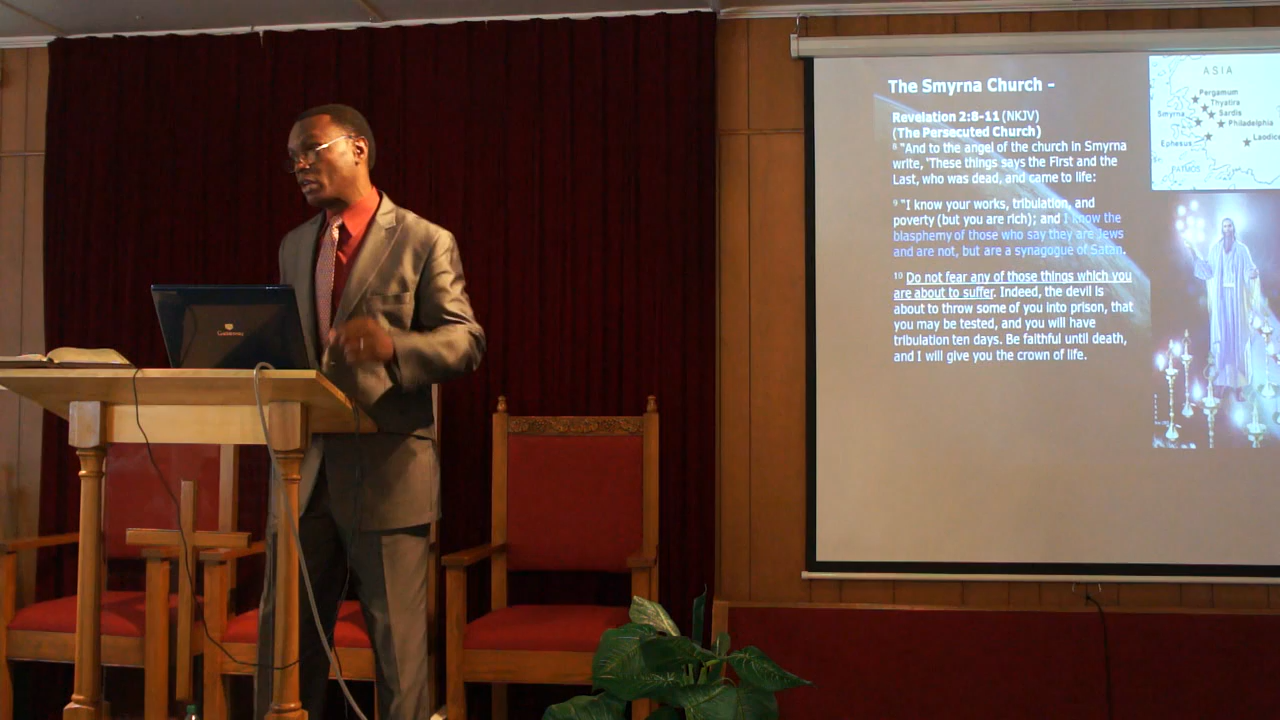 The Smyrna Church -
Revelation 2:8-11 (NKJV)
(The Persecuted Church)
8 "And to the angel of the church in Smyrna
write, 'These things says the First and the
Last, who was dead, and came to life:
9 "I know your works, tribulation, and
poverty (but you are rich); and I know the
blasphemy of those who say they are Jews
and are not, but are a synagogue of Satan.
10 Do not fear any of those things which you
are about to suffer. Indeed, the devil is
about to throw some of you into prison, that
you may be tested, and you will have
tribulation ten days. Be faithful until death,
and I will give you the crown of life.
ASIA
Pergamum
Thyatira
Smyrna
Sardis
Philadelphia
Ephesus
Laodice
PATMOS
Gateway